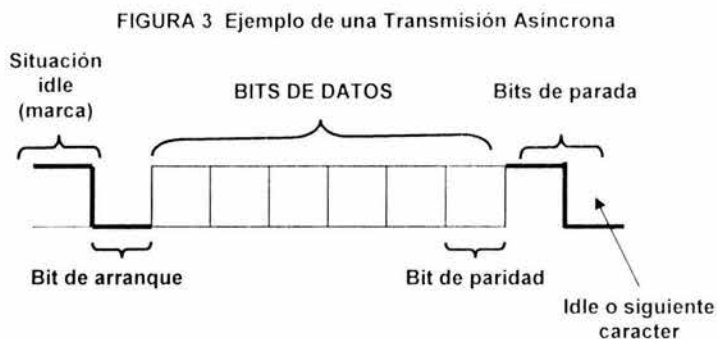 FIGURA 3 Ejemplo de una Transmisión Asíncrona
Situación
idle
(marca)
BITS DE DATOS
Bits de parada
Bit de arranque
Bit de paridad
Idle o siguiente
caracter